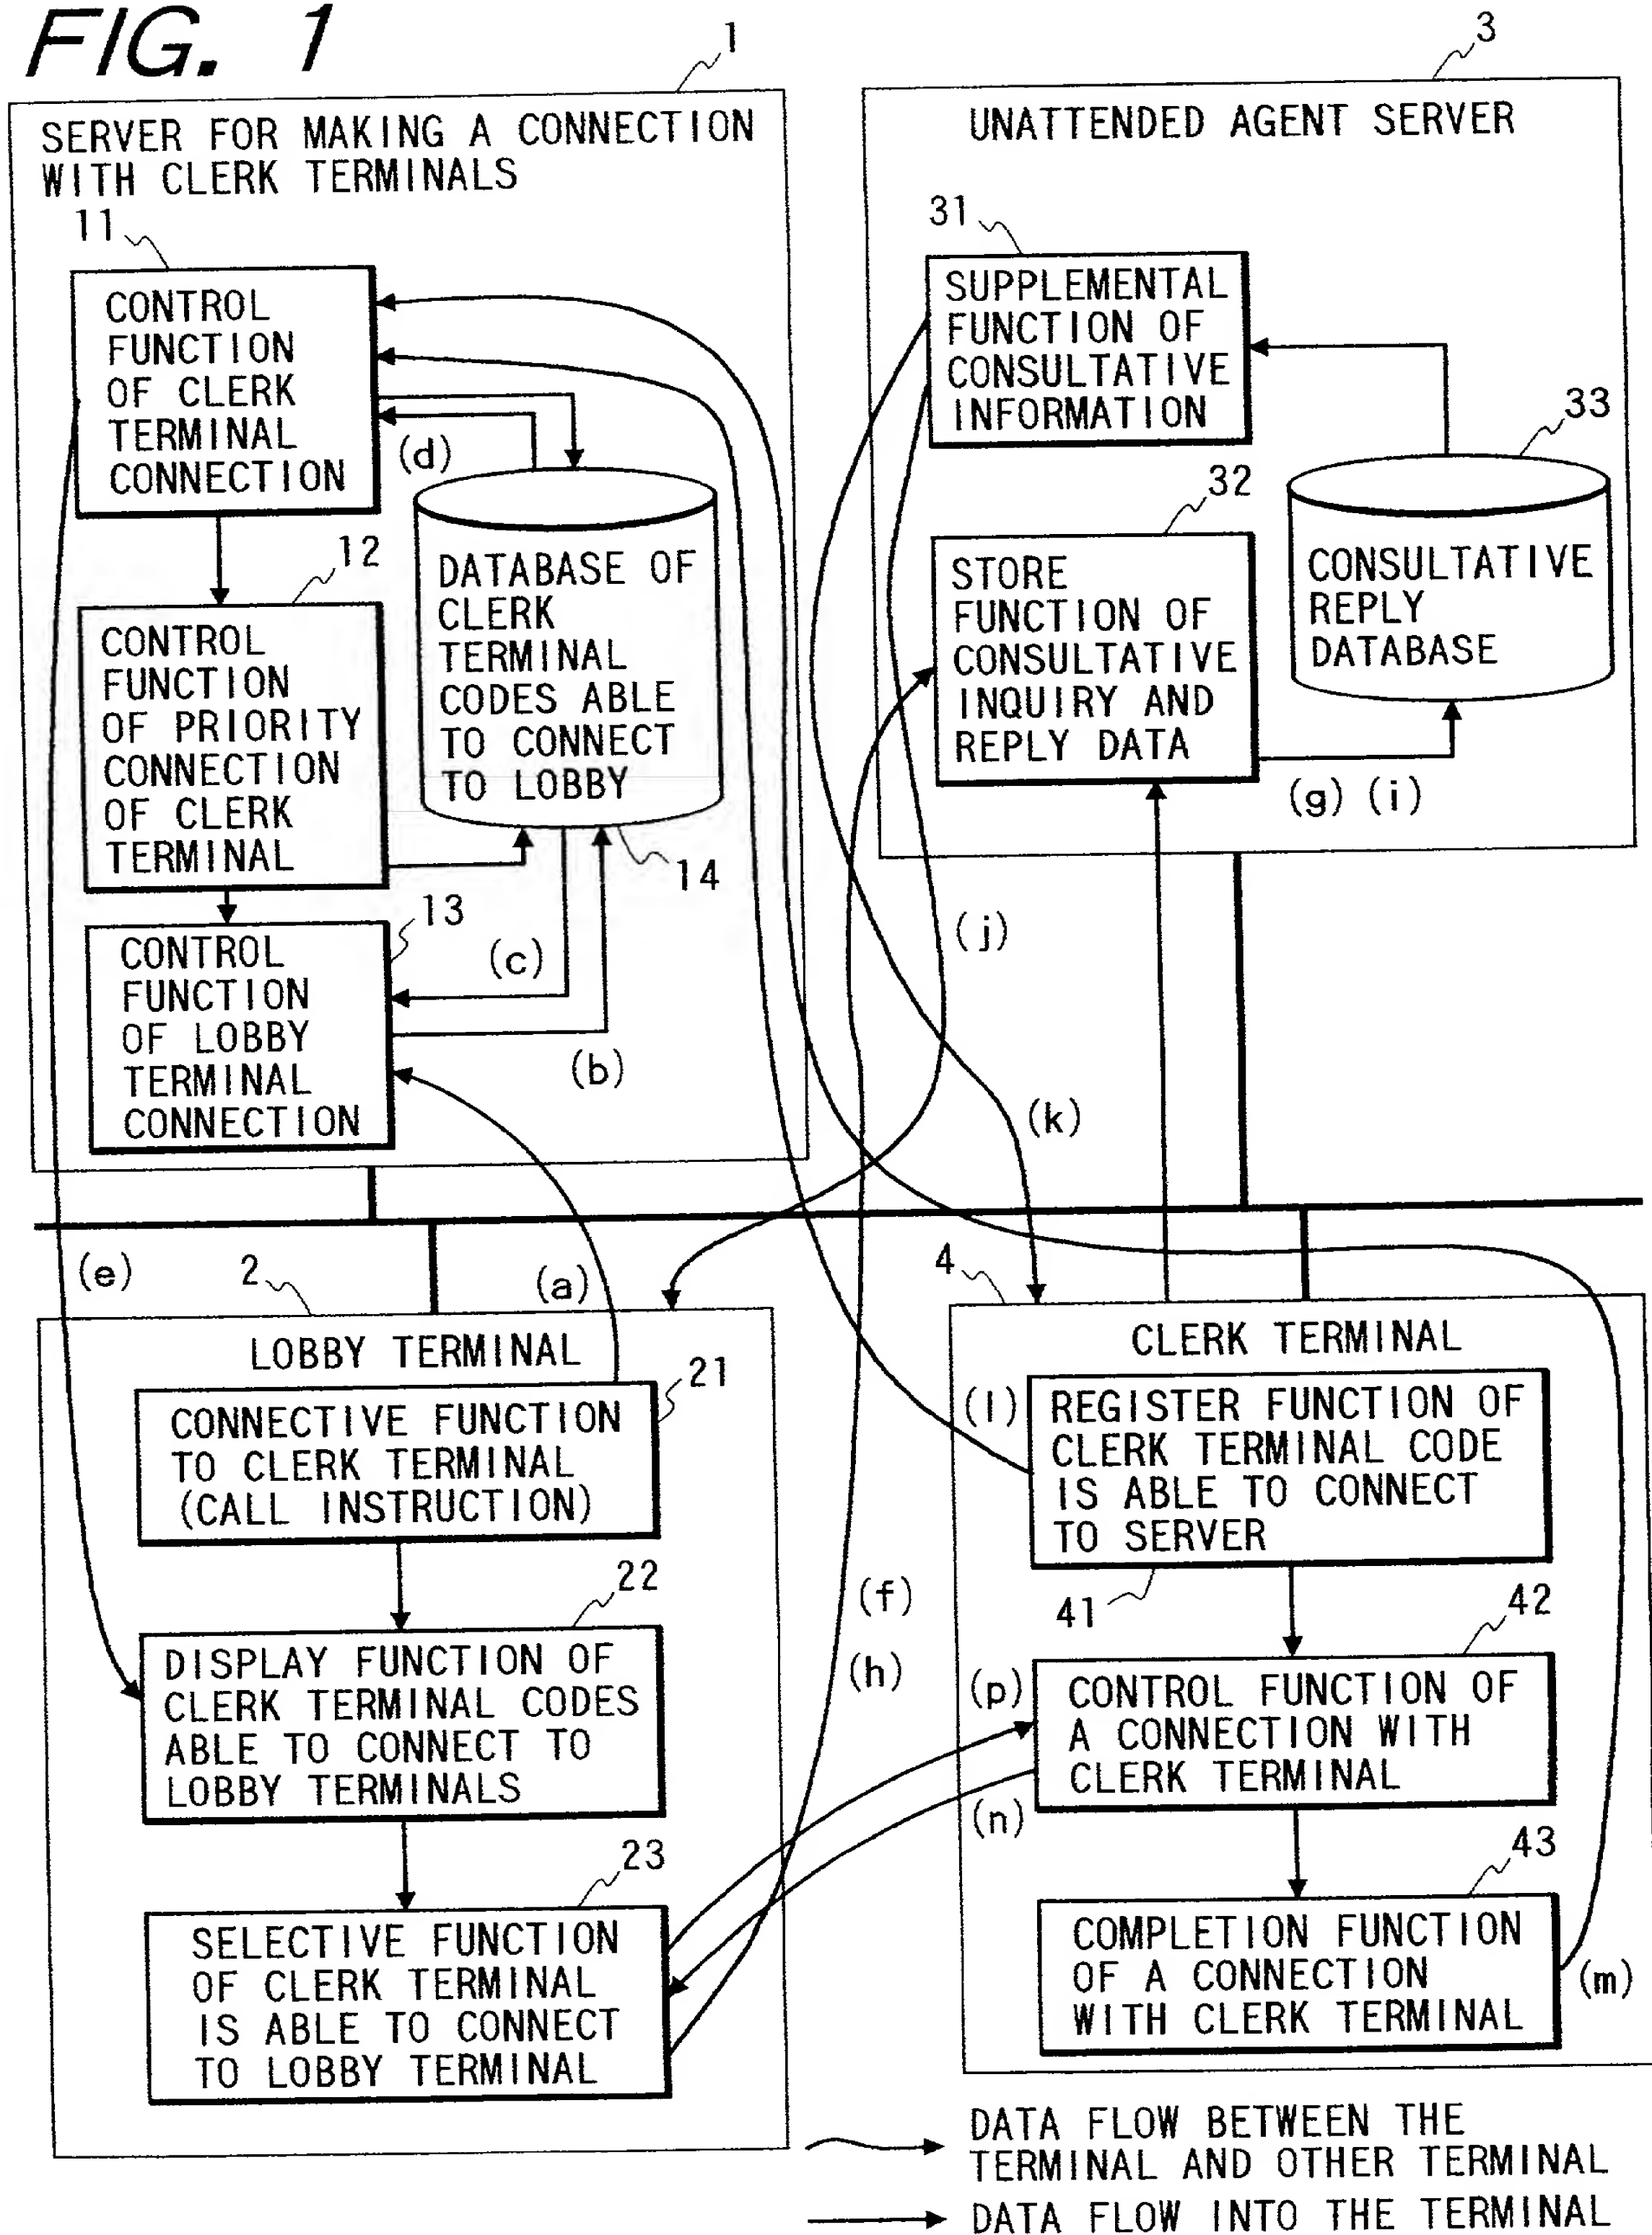 FIG. 1
1
SERVER FOR MAKING A CONNECTION
WITH CLERK TERMINALS
11
CONTROL
FUNCTION
OF CLERK
TERMINAL
CONNECTION
(d)
12
CONTROL
FUNCTION
OF PRIORITY
CONNECTION
OF CLERK
TERMINAL
DATABASE OF
CLERK
TERMINAL
CODES ABLE
TO CONNECT
TO LOBBY
14
13
CONTROL
FUNCTION
OF LOBBY
TERMINAL
CONNECTION
(c)
(b)
3
UNATTENDED AGENT SERVER
31
SUPPLEMENTAL
FUNCTION OF
CONSULTATIVE
INFORMATION
33
CONSULTATIVE
REPLY
DATABASE
32
STORE
FUNCTION OF
CONSULTATIVE
INQUIRY AND
REPLY DATA
(g) (i)
(j)
(k)
(e)
2
(a)
LOBBY TERMINAL
21
CONNECTIVE FUNCTION
TO CLERK TERMINAL
(CALL INSTRUCTION)
22
DISPLAY FUNCTION OF
CLERK TERMINAL CODES
ABLE TO CONNECT TO
LOBBY TERMINALS
23
SELECTIVE FUNCTION
OF CLERK TERMINAL
IS ABLE TO CONNECT
TO LOBBY TERMINAL
(f)
(h)
4
CLERK TERMINAL
(l)
REGISTER FUNCTION OF
CLERK TERMINAL CODE
IS ABLE TO CONNECT
TO SERVER
41
42
(p)
CONTROL FUNCTION OF
A CONNECTION WITH
CLERK TERMINAL
(n)
43
COMPLETION FUNCTION
OF A CONNECTION
WITH CLERK TERMINAL
(m)
DATA FLOW BETWEEN THE
TERMINAL AND OTHER TERMINAL
DATA FLOW INTO THE TERMINAL